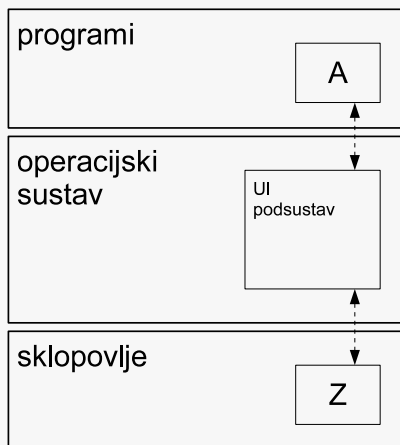 programi
A
operacijski
sustav
UI
podsustav
sklopovlje
Z